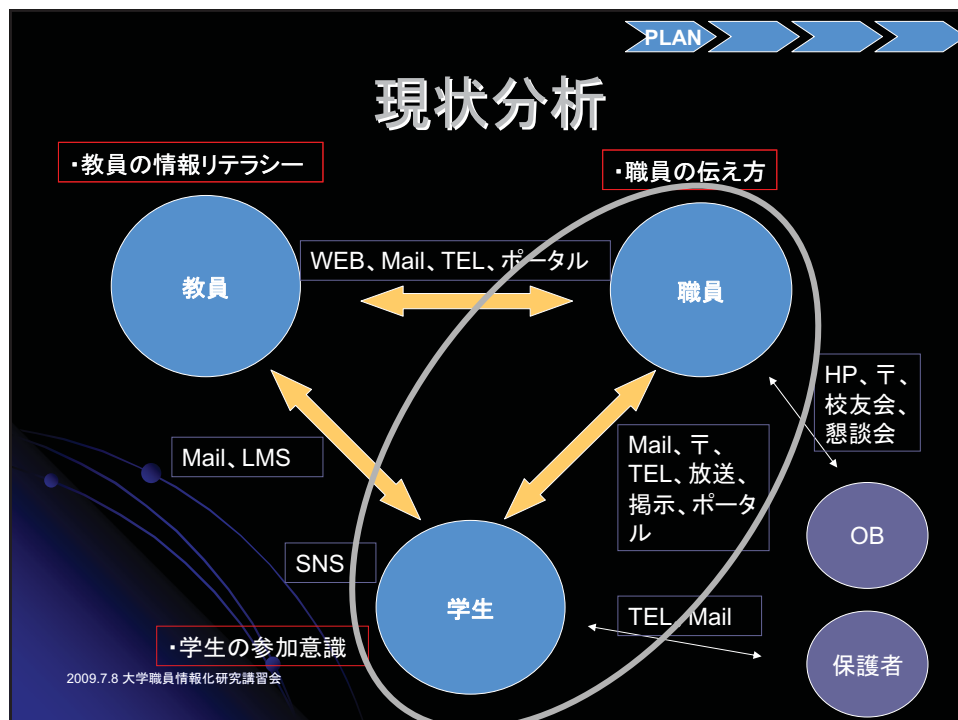 PLAN
現状分析
・教員の情報リテラシー
・職員の伝え方
WEB、Mail、TEL、ポータル
教員
職員
HP、〒、
校友会、
懇談会
Mail、LMS
Mail、〒、
TEL、放送、
掲示、ポータ
ル
OB
SNS
学生
TEL、Mail
・学生の参加意識
保護者
2009.7.8 大学職員情報化研究講習会